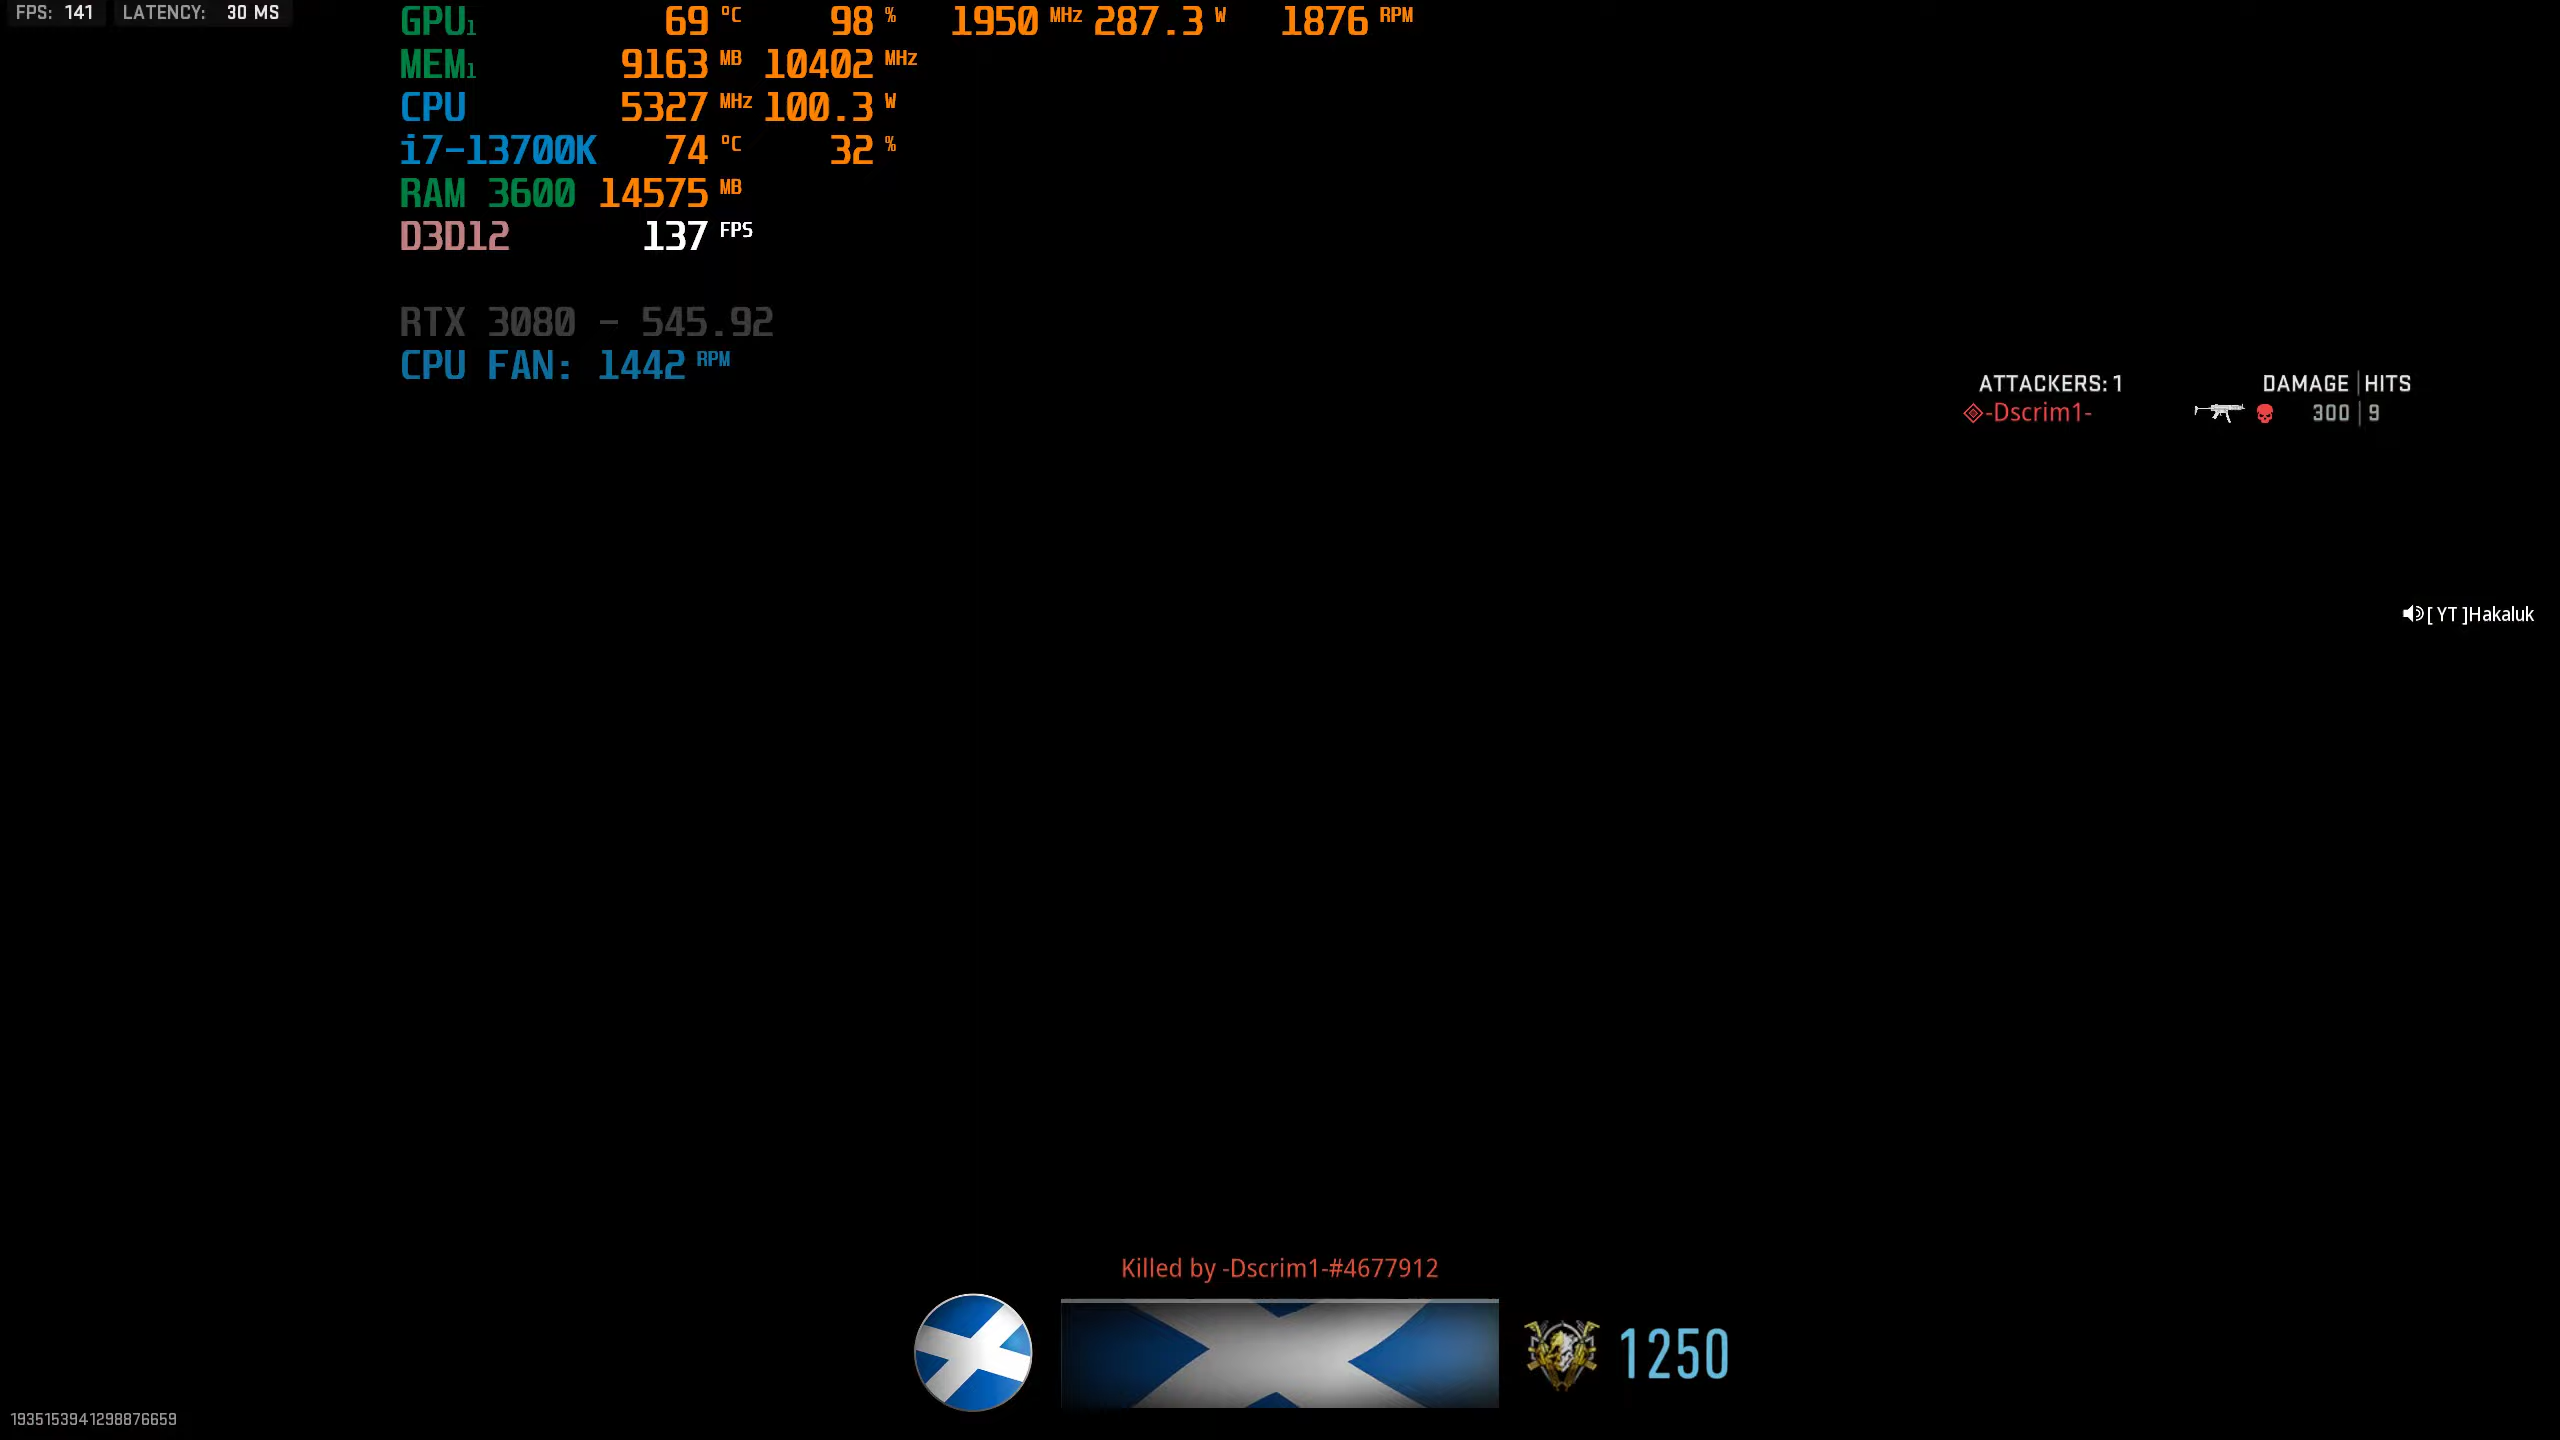 FPS: 141 LATENCY: 30 MS
GPU1 69 °C 98 % 1950 MHz 287.3 W 1876 RPM
MEM1 9163 MB 10402 MHz
CPU 5327 MHz 100.3 W
i7-13700K 74 °C 32 %
RAM 3600 14575 MB
D3D12 137 FPS
RTX 3080 - 545.92
CPU FAN: 1442 RPM
ATTACKERS: 1 DAMAGE HITS
-Dscrim1- 300 9
[ YT ]Hakaluk
Killed by -Dscrim1-#4677912
1250
1935153941298876659